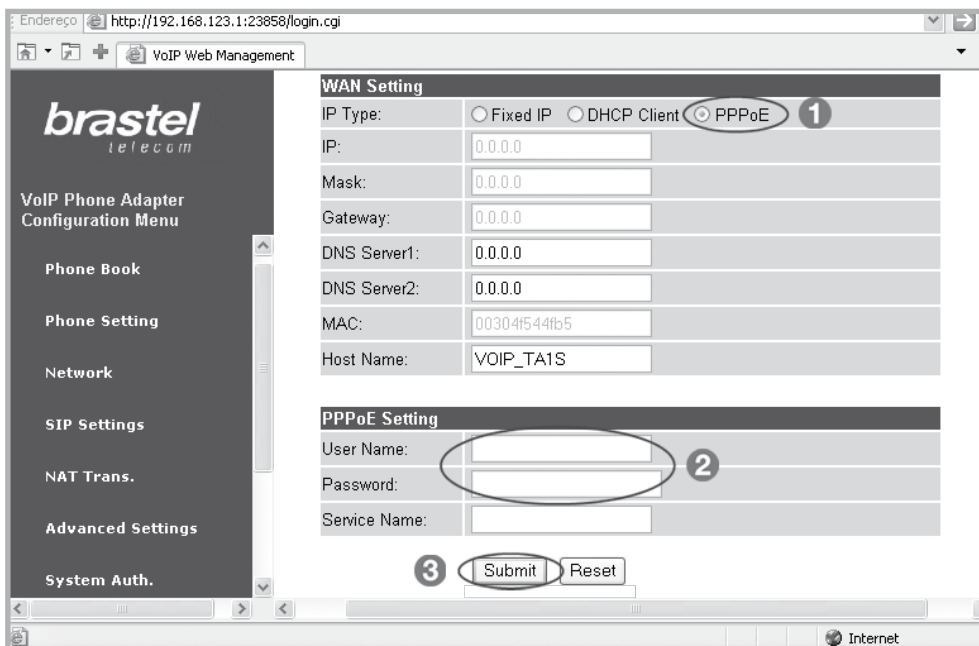 Endereço http://192.168.123.1:23858/login.cgi
VoIP Web Management
brastel
telecom
VoIP Phone Adapter
Configuration Menu
Phone Book
Phone Setting
Network
SIP Settings
NAT Trans.
Advanced Settings
System Auth.
WAN Setting
IP Type: Fixed IP DHCP Client PPPoE 1
IP: 0.0.0.0
Mask: 0.0.0.0
Gateway: 0.0.0.0
DNS Server1: 0.0.0.0
DNS Server2: 0.0.0.0
MAC: 00304f544fb5
Host Name: VOIP_TA1S
PPPoE Setting
User Name:
2
Password:
Service Name:
3 Submit Reset
Internet